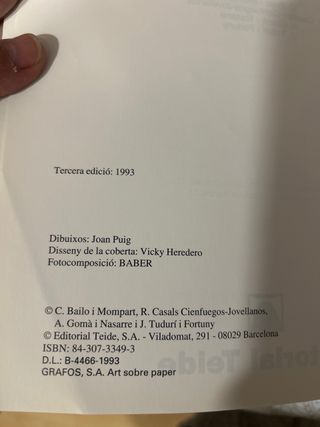 Tercera edició: 1993
Dibuixos: Joan Puig
Disseny de la coberta: Vicky Heredero
Fotocomposició: BABER
© C. Bailo i Mompart, R. Casals Cienfuegos-Jovellanos,
A. Gomà i Nasarre i J. Tudurí i Fortuny
© Editorial Teide, S.A. - Viladomat, 291 - 08029 Barcelona
ISBN: 84-307-3349-3
D.L.: B-4466-1993
GRAFOS, S.A. Art sobre paper